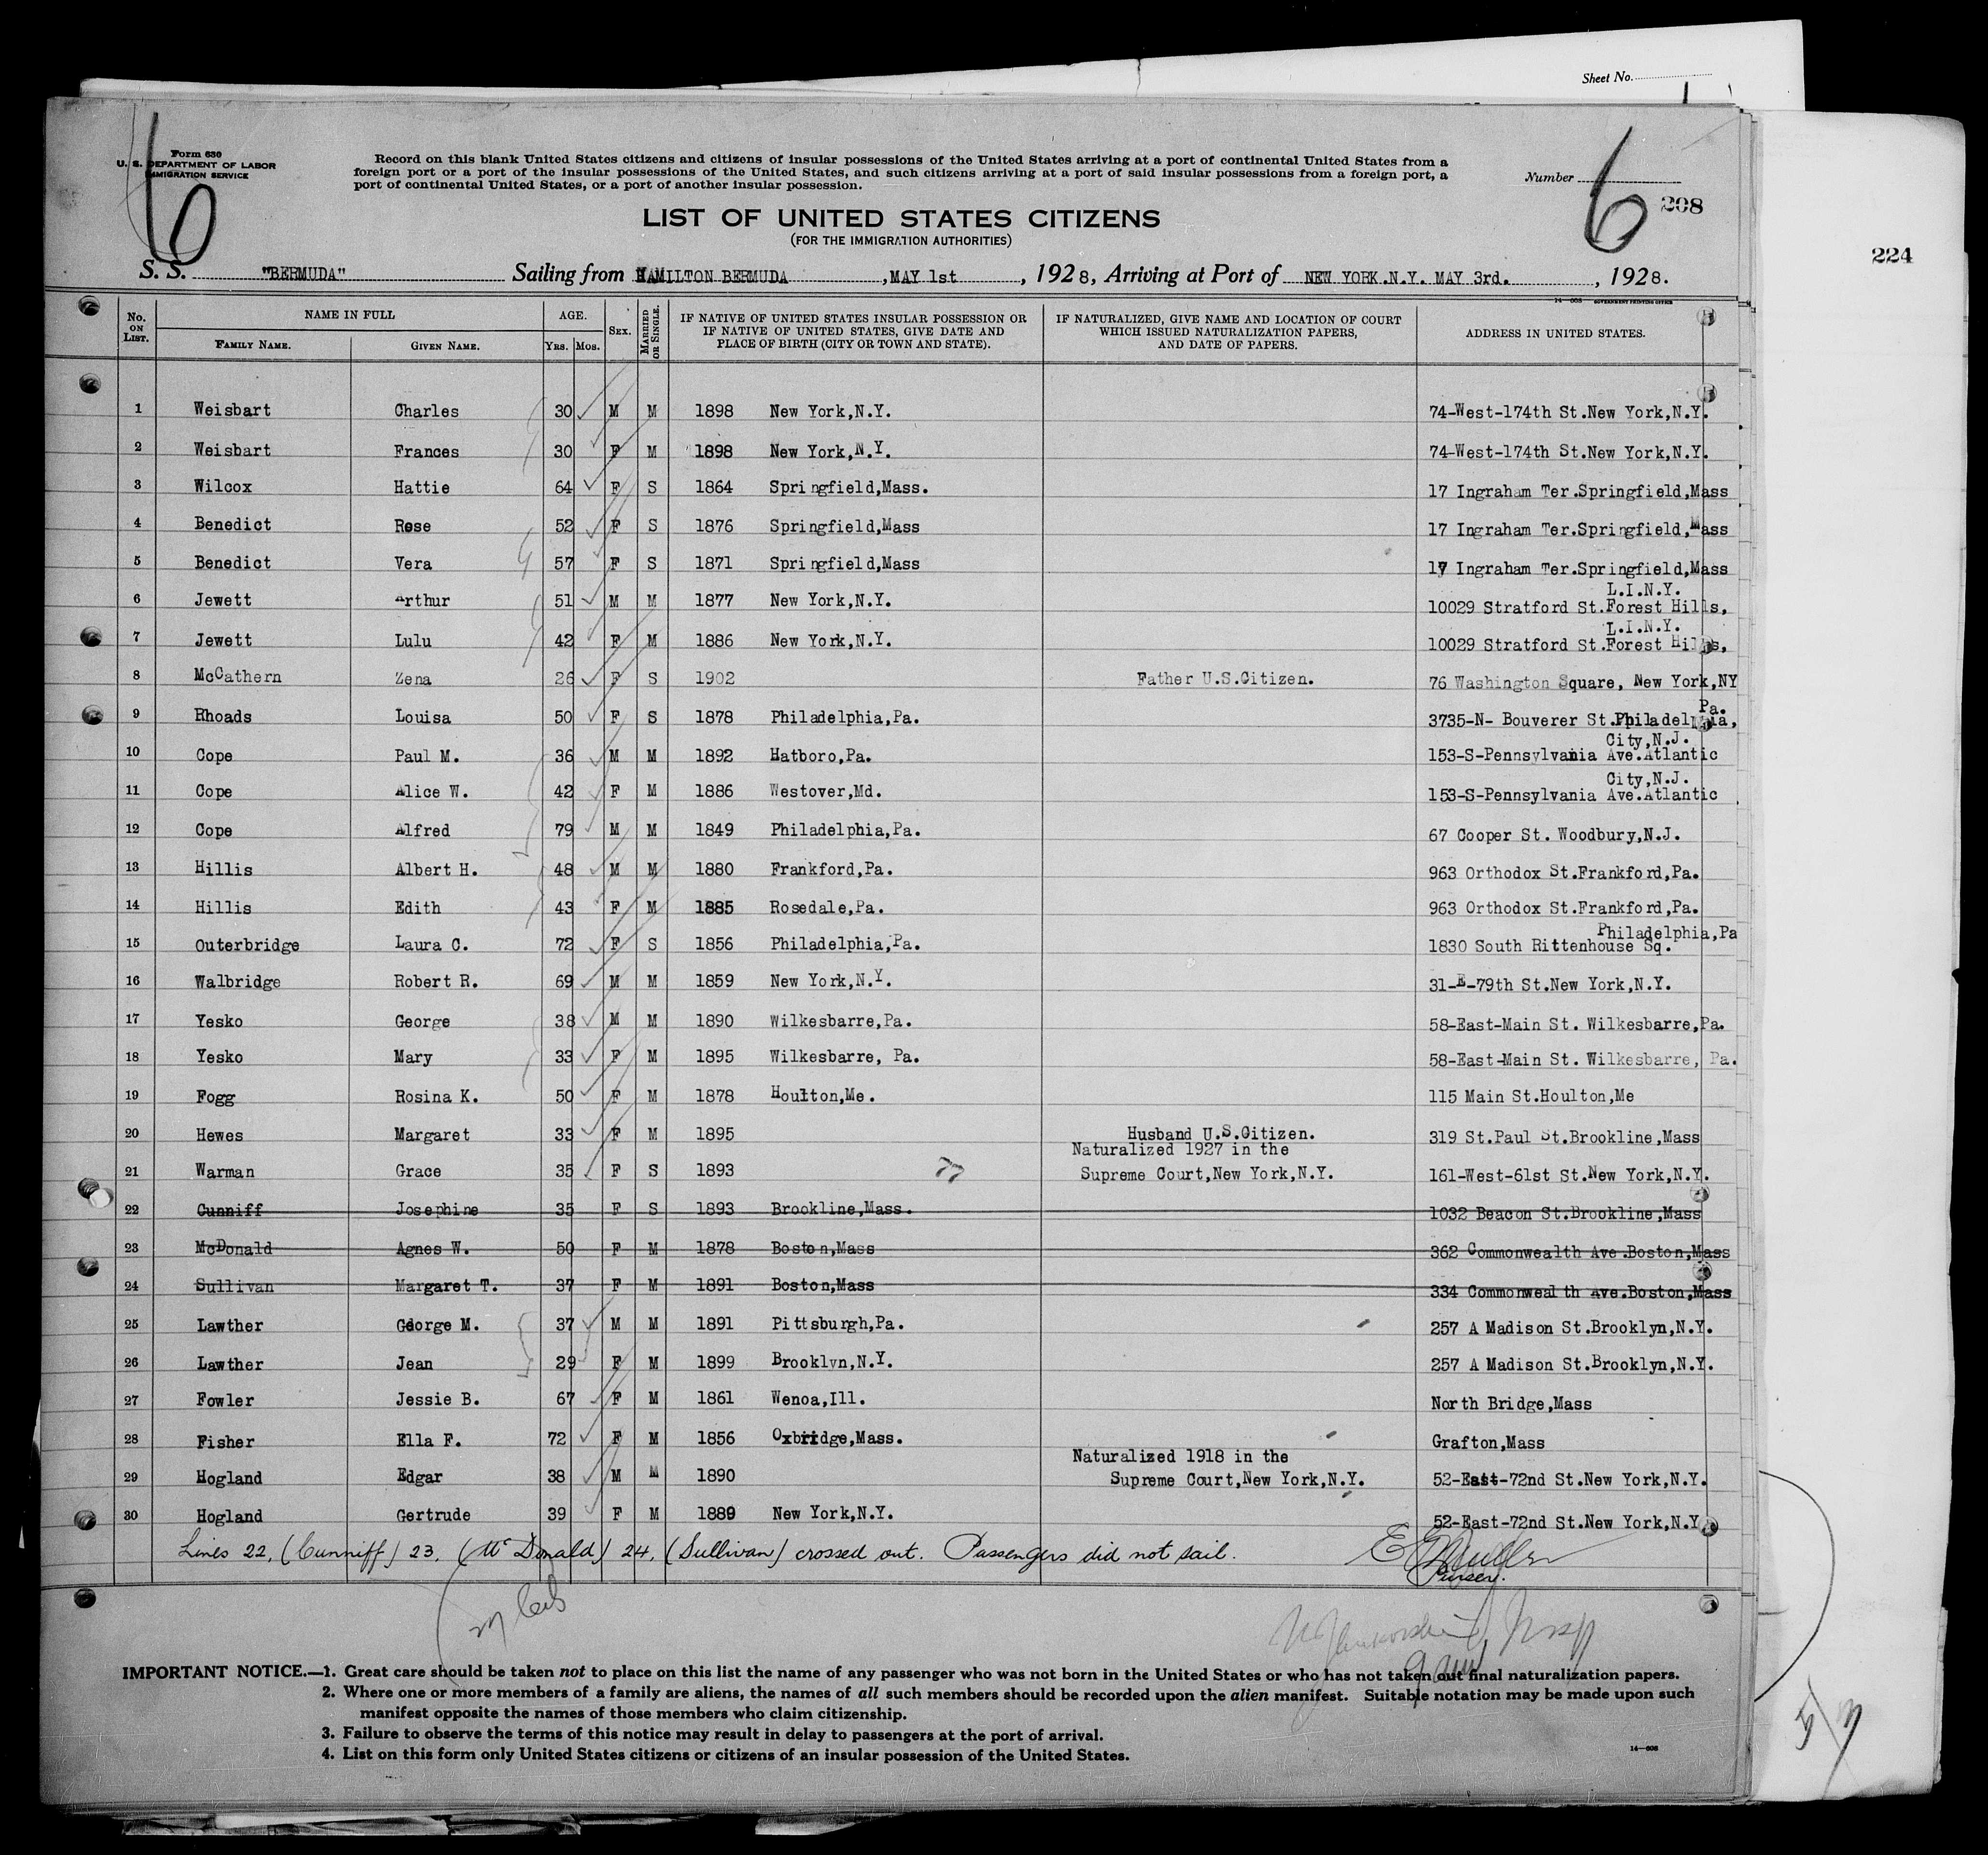 Sheet No.
6
6
Form 630
U. S. DEPARTMENT OF LABOR
IMMIGRATION SERVICE
Record on this blank United States citizens and citizens of insular possessions of the United States arriving at a port of continental United States from a
foreign port or a port of the insular possessions of the United States, and such citizens arriving at a port of said insular possessions from a foreign port, a
port of continental United States, or a port of another insular possession.
Number
208
224
LIST OF UNITED STATES CITIZENS
(FOR THE IMMIGRATION AUTHORITIES)
S. S. "BERMUDA" Sailing from HAMILTON BERMUDA, MAY 1st, 1928, Arriving at Port of NEW YORK.N.Y. MAY 3rd., 1928.
14-608 GOVERNMENT PRINTING OFFICE
No. ON LIST. NAME IN FULL FAMILY NAME. GIVEN NAME. AGE. YRS. MOS. SEX. MARRIED OR SINGLE. IF NATIVE OF UNITED STATES INSULAR POSSESSION OR IF NATIVE OF UNITED STATES, GIVE DATE AND PLACE OF BIRTH (CITY OR TOWN AND STATE). IF NATURALIZED, GIVE NAME AND LOCATION OF COURT WHICH ISSUED NATURALIZATION PAPERS, AND DATE OF PAPERS. ADDRESS IN UNITED STATES.
1 Weisbart Charles 30 M M 1898 New York,N.Y. 74-West-174th St.New York,N.Y.
2 Weisbart Frances 30 F M 1898 New York,N.Y. 74-West-174th St.New York,N.Y.
3 Wilcox Hattie 64 F S 1864 Springfield,Mass. 17 Ingraham Ter.Springfield,Mass
4 Benedict Rose 52 F S 1876 Springfield,Mass 17 Ingraham Ter.Springfield,Mass
5 Benedict Vera 57 F S 1871 Springfield,Mass 17 Ingraham Ter.Springfield,Mass
L.I.N.Y.
6 Jewett Arthur 51 M M 1877 New York,N.Y. 10029 Stratford St.Forest Hills,
L.I.N.Y.
7 Jewett Lulu 42 F M 1886 New York,N.Y. 10029 Stratford St.Forest Hills,
8 McCathern Zena 26 F S 1902 Father U.S.Citizen. 76 Washington Square, New York,NY
Pa.
9 Rhoads Louisa 50 F S 1878 Philadelphia,Pa. 3735-N- Bouverer St.Philadelphia,
City,N.J.
10 Cope Paul M. 36 M M 1892 Hatboro,Pa. 153-S-Pennsylvania Ave.Atlantic
City,N.J.
11 Cope Alice W. 42 F M 1886 Westover,Md. 153-S-Pennsylvania Ave.Atlantic
12 Cope Alfred 79 M M 1849 Philadelphia,Pa. 67 Cooper St. Woodbury,N.J.
13 Hillis Albert H. 48 M M 1880 Frankford,Pa. 963 Orthodox St.Frankford,Pa.
14 Hillis Edith 43 F M 1885 Rosedale,Pa. 963 Orthodox St.Frankford,Pa.
Philadelphia,Pa
15 Outerbridge Laura C. 72 F S 1856 Philadelphia,Pa. 1830 South Rittenhouse Sq.
16 Walbridge Robert R. 69 M M 1859 New York,N.Y. 31-E-79th St.New York,N.Y.
17 Yesko George 38 M M 1890 Wilkesbarre,Pa. 58-East-Main St. Wilkesbarre,Pa.
18 Yesko Mary 33 F M 1895 Wilkesbarre, Pa. 58-East-Main St. Wilkesbarre, Pa.
19 Fogg Rosina K. 50 F M 1878 Houlton,Me. 115 Main St.Houlton,Me
20 Hewes Margaret 33 F M 1895 Husband U.S.Citizen. 319 St.Paul St.Brookline,Mass
Naturalized 1927 in the
21 Warman Grace 35 F S 1893 Supreme Court,New York,N.Y. 161-West-61st St.New York,N.Y.
22 Cunniff Josephine 35 F S 1893 Brookline,Mass. 1032 Beacon St.Brookline,Mass
23 McDonald Agnes W. 50 F M 1878 Boston,Mass 362 Commonwealth Ave.Boston,Mass
24 Sullivan Margaret T. 37 F M 1891 Boston,Mass 334 Commonwealth Ave.Boston,Mass
25 Lawther George M. 37 M M 1891 Pittsburgh,Pa. 257 A Madison St.Brooklyn,N.Y.
26 Lawther Jean 29 F M 1899 Brooklyn,N.Y. 257 A Madison St.Brooklyn,N.Y.
27 Fowler Jessie B. 67 F M 1861 Wenoa,Ill. North Bridge,Mass
28 Fisher Ella F. 72 F M 1856 Oxbridge,Mass. Grafton,Mass
Naturalized 1918 in the
29 Hogland Edgar 38 M M 1890 Supreme Court,New York,N.Y. 52-East-72nd St.New York,N.Y.
30 Hogland Gertrude 39 F M 1889 New York,N.Y. 52-East-72nd St.New York,N.Y.
Lines 22, (Cunniff) 23, (McDonald) 24, (Sullivan) crossed out. Passengers did not sail.
Purser.
IMPORTANT NOTICE.—1. Great care should be taken not to place on this list the name of any passenger who was not born in the United States or who has not taken out final naturalization papers.
2. Where one or more members of a family are aliens, the names of all such members should be recorded upon the alien manifest. Suitable notation may be made upon such
manifest opposite the names of those members who claim citizenship.
3. Failure to observe the terms of this notice may result in delay to passengers at the port of arrival.
4. List on this form only United States citizens or citizens of an insular possession of the United States.
14-608